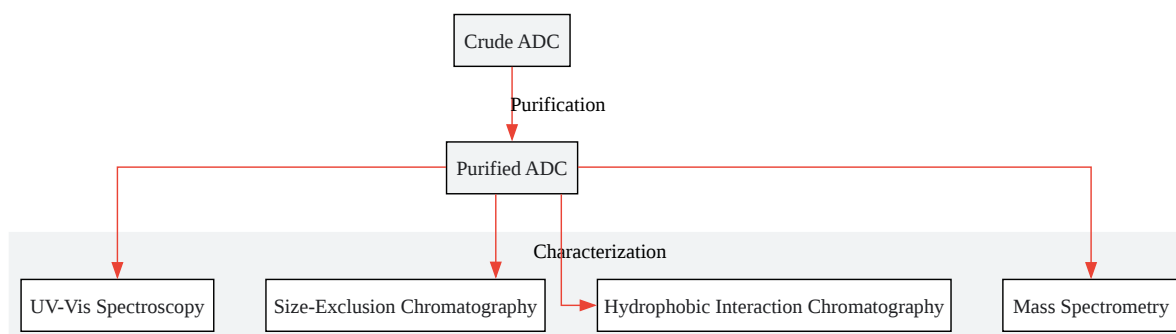 Crude ADC
Purification
Purified ADC
Characterization
UV-Vis Spectroscopy
Size-Exclusion Chromatography
Hydrophobic Interaction Chromatography
Mass Spectrometry